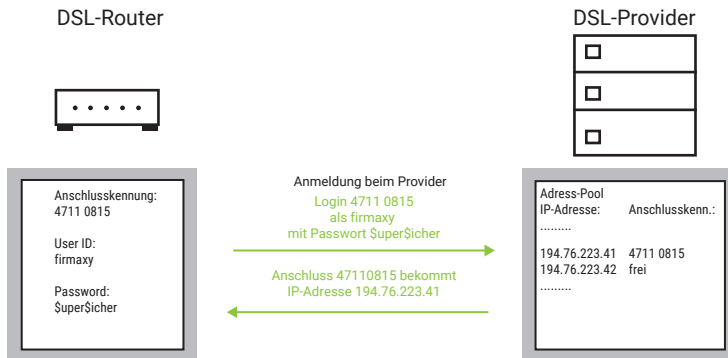 DSL-Router
DSL-Provider
Anschlusskennung:
4711 0815
User ID:
firmaxy
Password:
$uper$icher
Anmeldung beim Provider
Login 4711 0815
als firmaxy
mit Passwort $uper$icher
Anschluss 47110815 bekommt
IP-Adresse 194.76.223.41
Adress-Pool
IP-Adresse: Anschlusskenn.:
.........
194.76.223.41 4711 0815
194.76.223.42 frei
.........